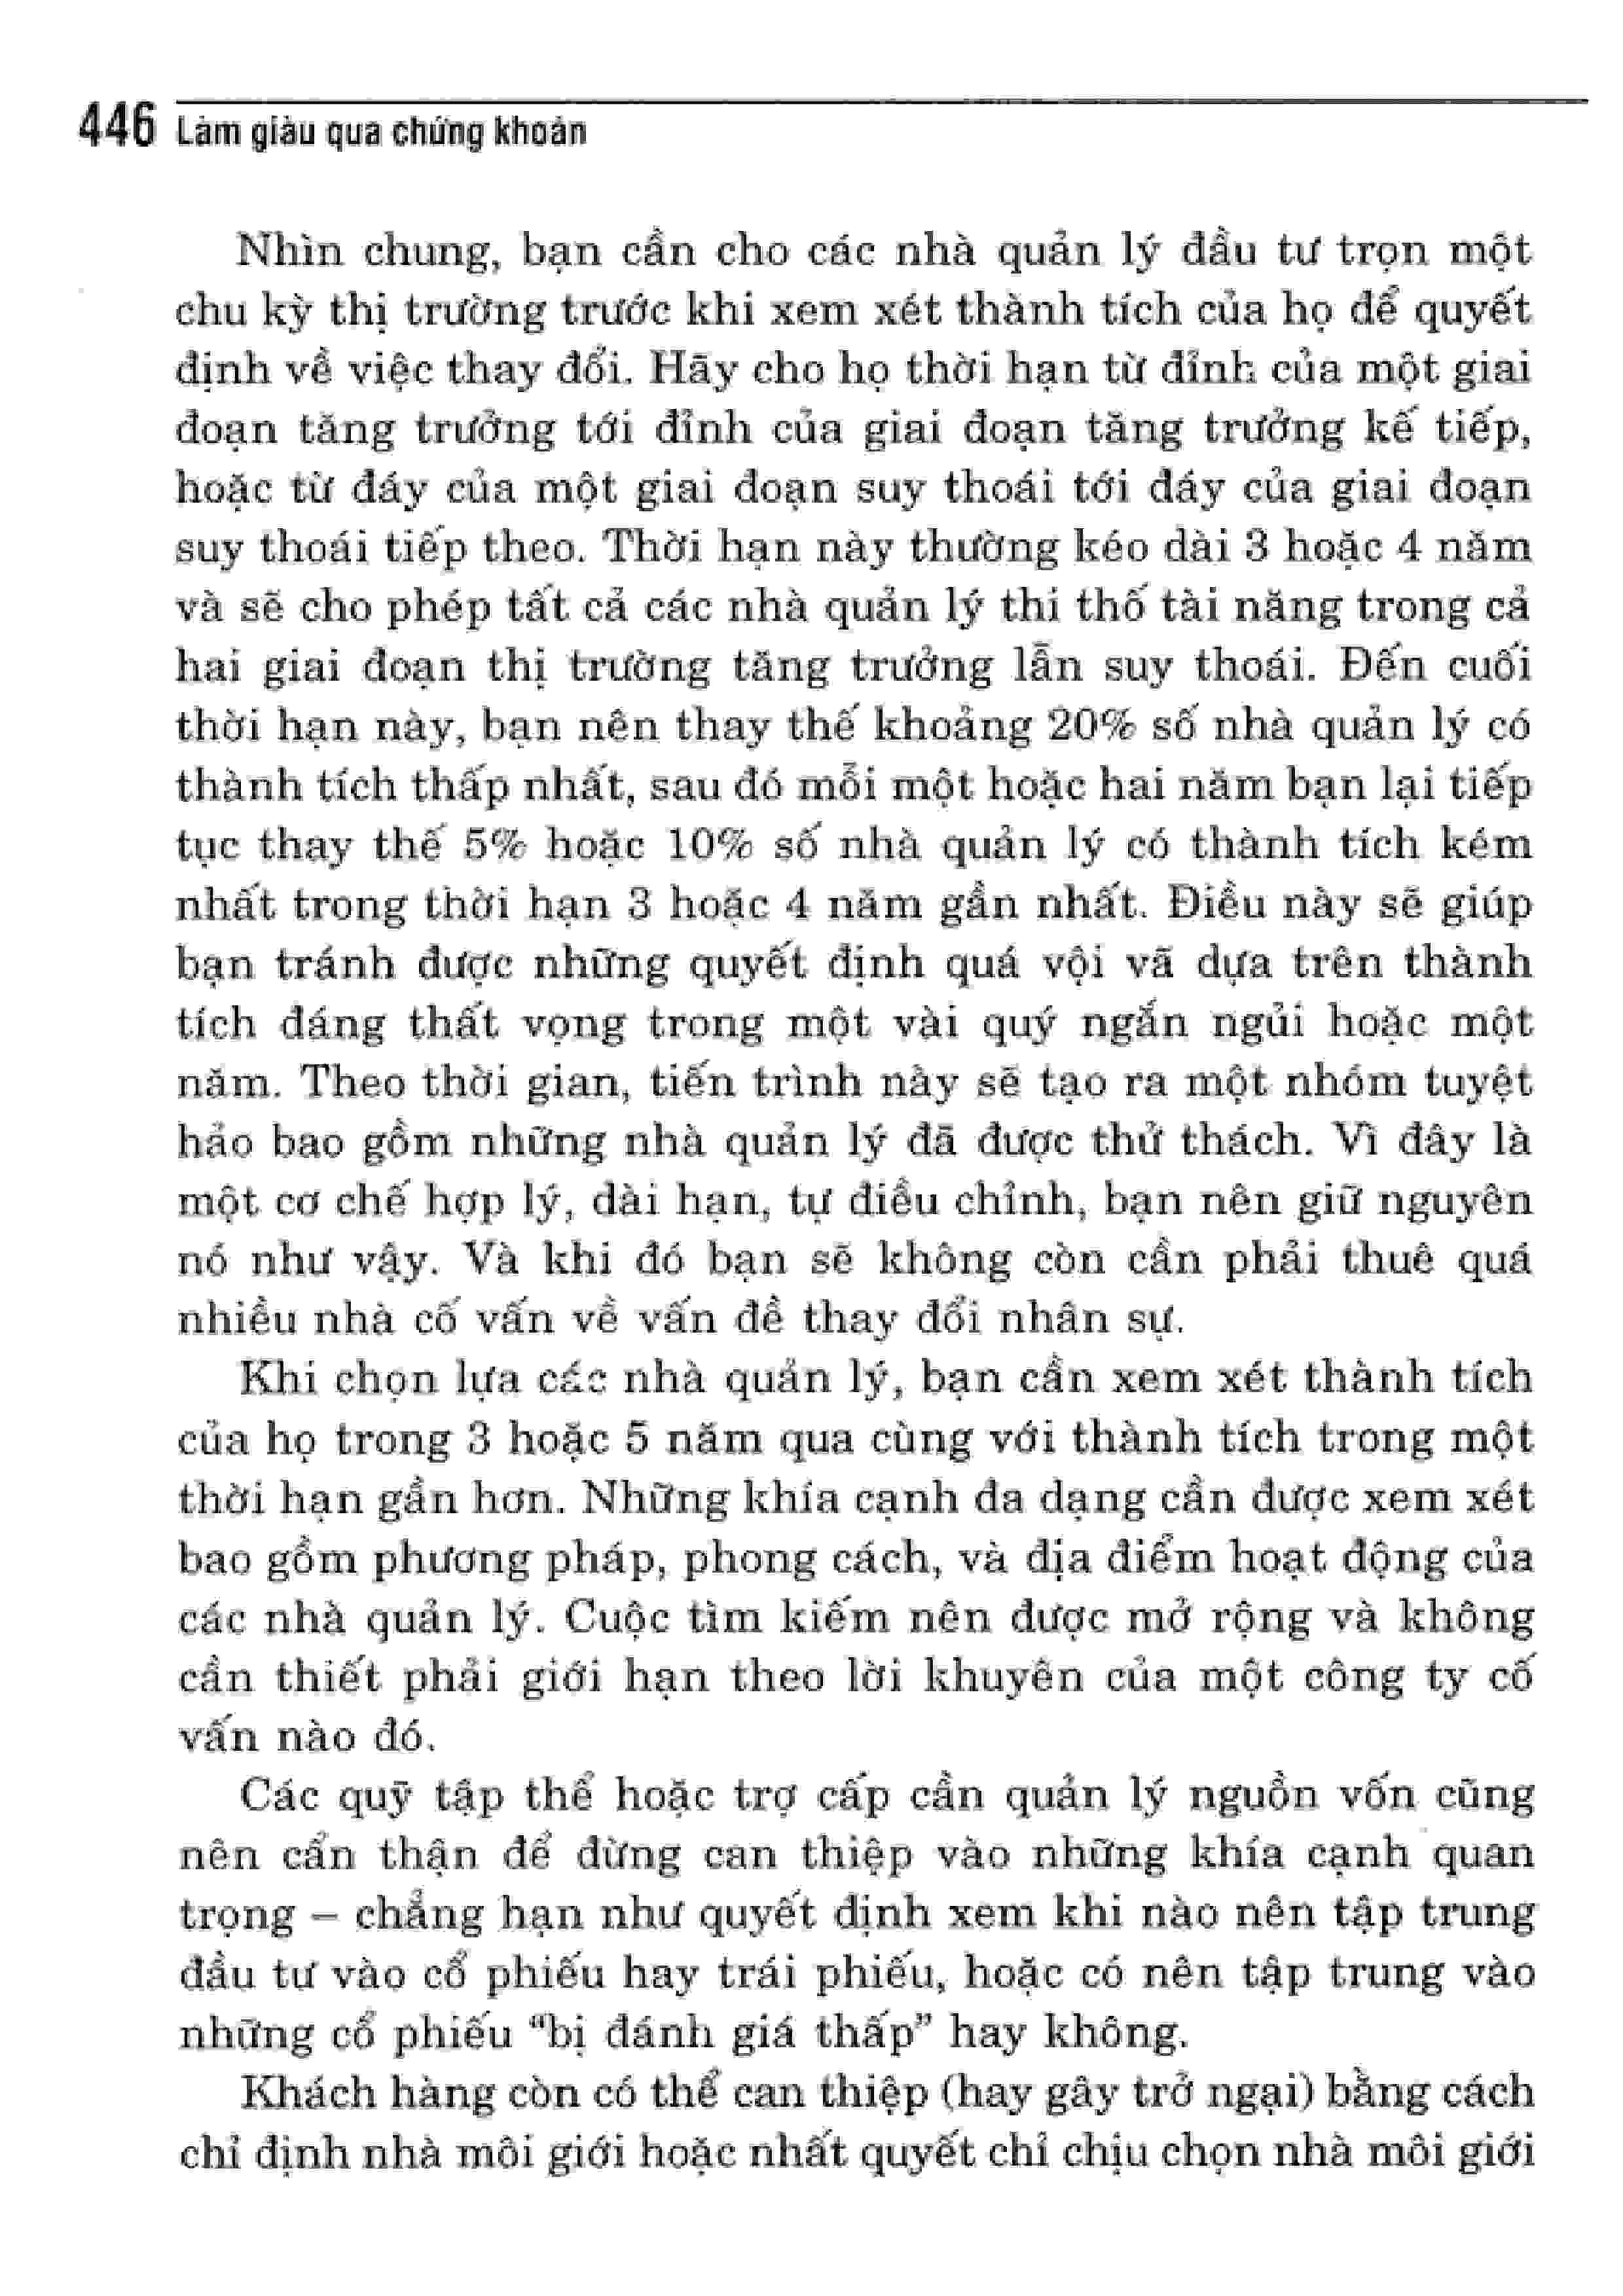 446 Làm giàu qua chứng khoán
Nhìn chung, bạn cần cho các nhà quản lý đầu tư trọn một
chu kỳ thị trường trước khi xem xét thành tích của họ để quyết
định về việc thay đổi. Hãy cho họ thời hạn từ đỉnh của một giai
đoạn tăng trưởng tới đỉnh của giai đoạn tăng trưởng kế tiếp,
hoặc từ đáy của một giai đoạn suy thoái tới đáy của giai đoạn
suy thoái tiếp theo. Thời hạn này thường kéo dài 3 hoặc 4 năm
và sẽ cho phép tất cả các nhà quản lý thi thố tài năng trong cả
hai giai đoạn thị trường tăng trưởng lẫn suy thoái. Đến cuối
thời hạn này, bạn nên thay thế khoảng 20% số nhà quản lý có
thành tích thấp nhất, sau đó mỗi một hoặc hai năm bạn lại tiếp
tục thay thế 5% hoặc 10% số nhà quản lý có thành tích kém
nhất trong thời hạn 3 hoặc 4 năm gần nhất. Điều này sẽ giúp
bạn tránh được những quyết định quá vội vã dựa trên thành
tích đáng thất vọng trong một vài quý ngắn ngủi hoặc một
năm. Theo thời gian, tiến trình này sẽ tạo ra một nhóm tuyệt
hảo bao gồm những nhà quản lý đã được thử thách. Vì đây là
một cơ chế hợp lý, dài hạn, tự điều chỉnh, bạn nên giữ nguyên
nó như vậy. Và khi đó bạn sẽ không còn cần phải thuê quá
nhiều nhà cố vấn về vấn đề thay đổi nhân sự.
Khi chọn lựa các nhà quản lý, bạn cần xem xét thành tích
của họ trong 3 hoặc 5 năm qua cùng với thành tích trong một
thời hạn gần hơn. Những khía cạnh đa dạng cần được xem xét
bao gồm phương pháp, phong cách, và địa điểm hoạt động của
các nhà quản lý. Cuộc tìm kiếm nên được mở rộng và không
cần thiết phải giới hạn theo lời khuyên của một công ty cố
vấn nào đó.
Các quỹ tập thể hoặc trợ cấp cần quản lý nguồn vốn cũng
nên cẩn thận để đừng can thiệp vào những khía cạnh quan
trọng – chẳng hạn như quyết định xem khi nào nên tập trung
đầu tư vào cổ phiếu hay trái phiếu, hoặc có nên tập trung vào
những cổ phiếu “bị đánh giá thấp” hay không.
Khách hàng còn có thể can thiệp (hay gây trở ngại) bằng cách
chỉ định nhà môi giới hoặc nhất quyết chỉ chịu chọn nhà môi giới